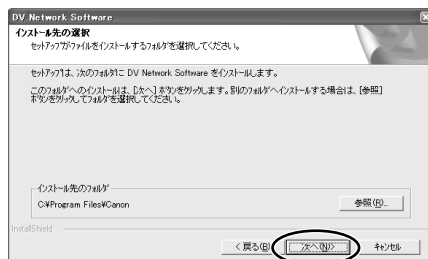 DV Network Software
インストール先の選択
セットアップがファイルをインストールするフォルダを選択してください。
セットアップは、次のフォルダに DV Network Software をインストールします。
このフォルダへのインストールは、[次へ] ボタンをクリックします。別のフォルダへインストールする場合は、[参照]
ボタンをクリックしてフォルダを選択してください。
インストール先のフォルダ
C:¥Program Files¥Canon
参照(R)...
InstallShield
< 戻る(B)
次へ(N)>
キャンセル